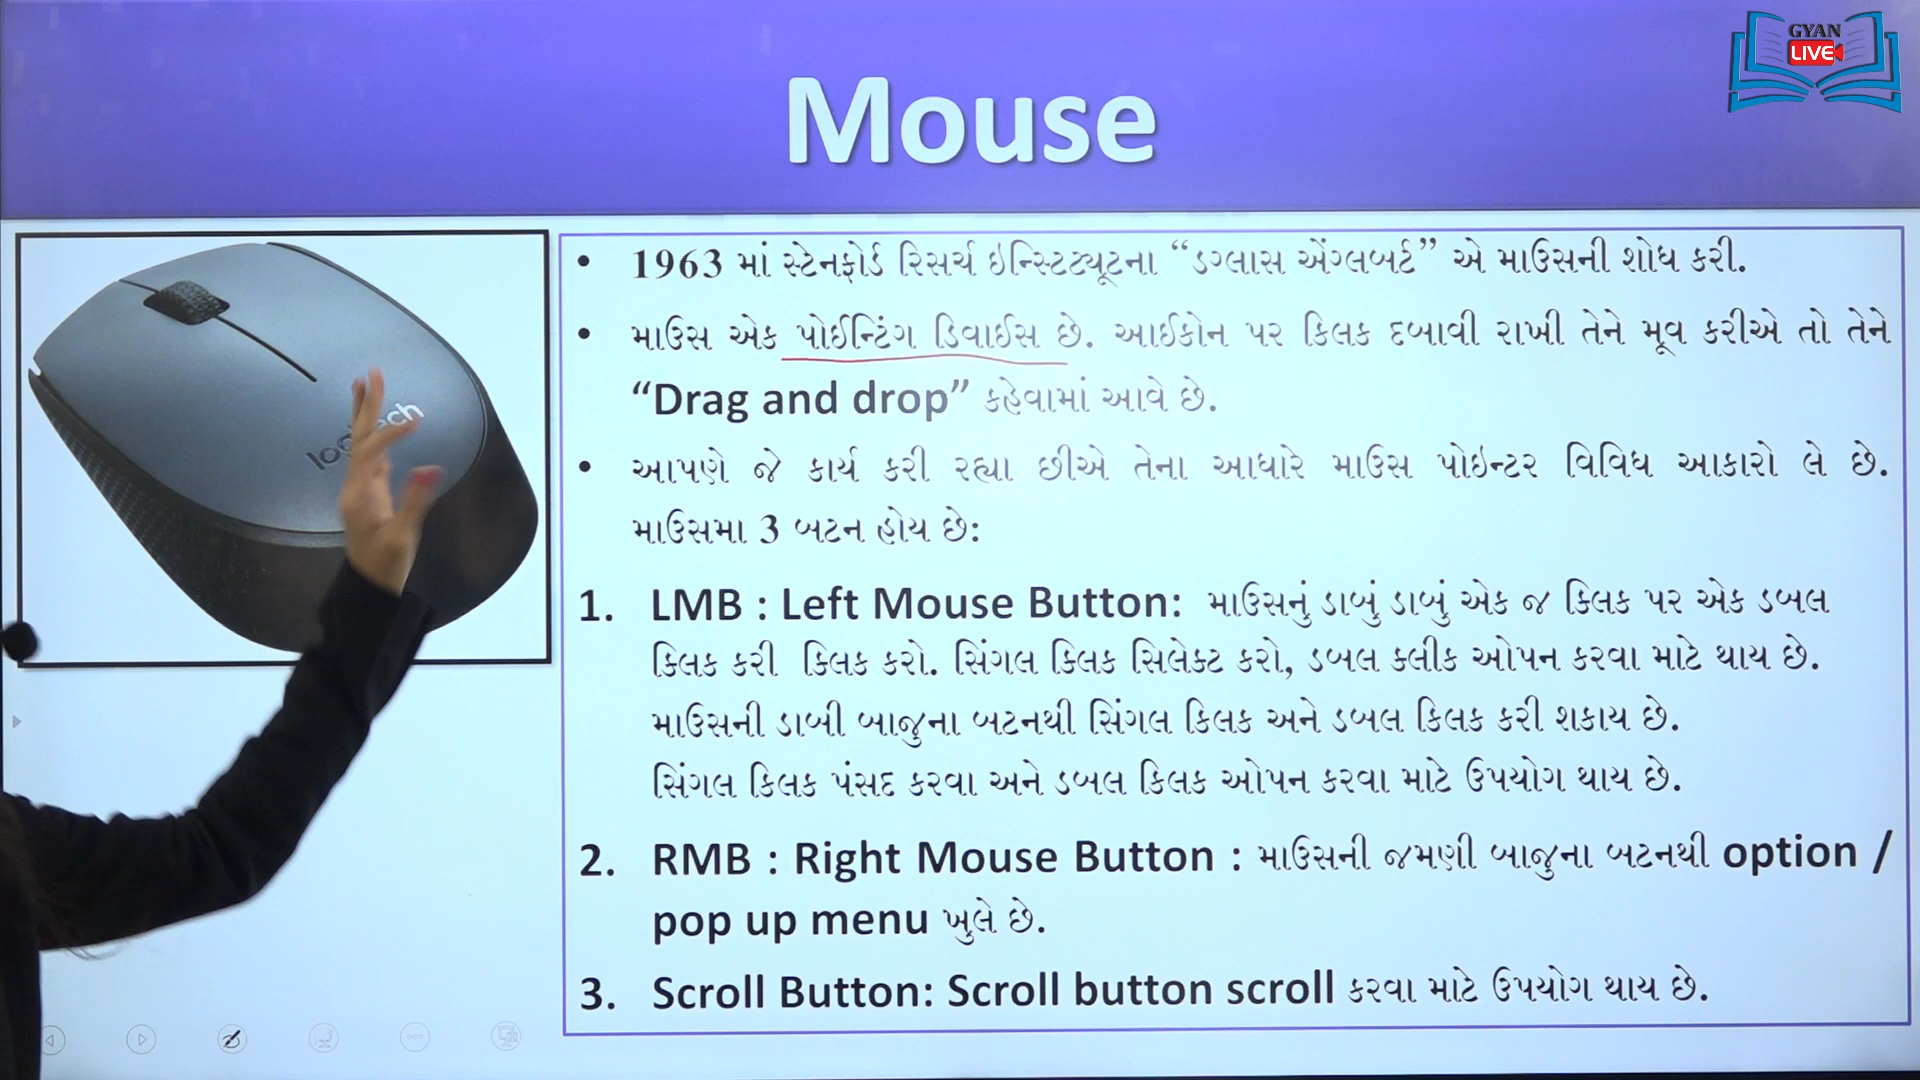 GYAN
LIVE
Mouse
logitech
• 1963 માં સ્ટેનફોર્ડ રિસર્ચ ઇન્સ્ટિટ્યૂટના “ડગ્લાસ એંગ્લબર્ટ” એ માઉસની શોધ કરી.
• માઉસ એક પોઈન્ટિંગ ડિવાઈસ છે. આઈકોન પર ક્લિક દબાવી રાખી તેને મૂવ કરીએ તો તેને
“Drag and drop” કહેવામાં આવે છે.
• આપણે જે કાર્ય કરી રહ્યા છીએ તેના આધારે માઉસ પોઇન્ટર વિવિધ આકારો લે છે.
માઉસમા 3 બટન હોય છે:
1. LMB : Left Mouse Button: માઉસનું ડાબું ડાબું એક જ ક્લિક પર એક ડબલ
ક્લિક કરી ક્લિક કરો. સિંગલ ક્લિક સિલેક્ટ કરો, ડબલ ક્લીક ઓપન કરવા માટે થાય છે.
માઉસની ડાબી બાજુના બટનથી સિંગલ ક્લિક અને ડબલ ક્લિક કરી શકાય છે.
સિંગલ ક્લિક પંસદ કરવા અને ડબલ ક્લિક ઓપન કરવા માટે ઉપયોગ થાય છે.
2. RMB : Right Mouse Button : માઉસની જમણી બાજુના બટનથી option /
pop up menu ખુલે છે.
3. Scroll Button: Scroll button scroll કરવા માટે ઉપયોગ થાય છે.